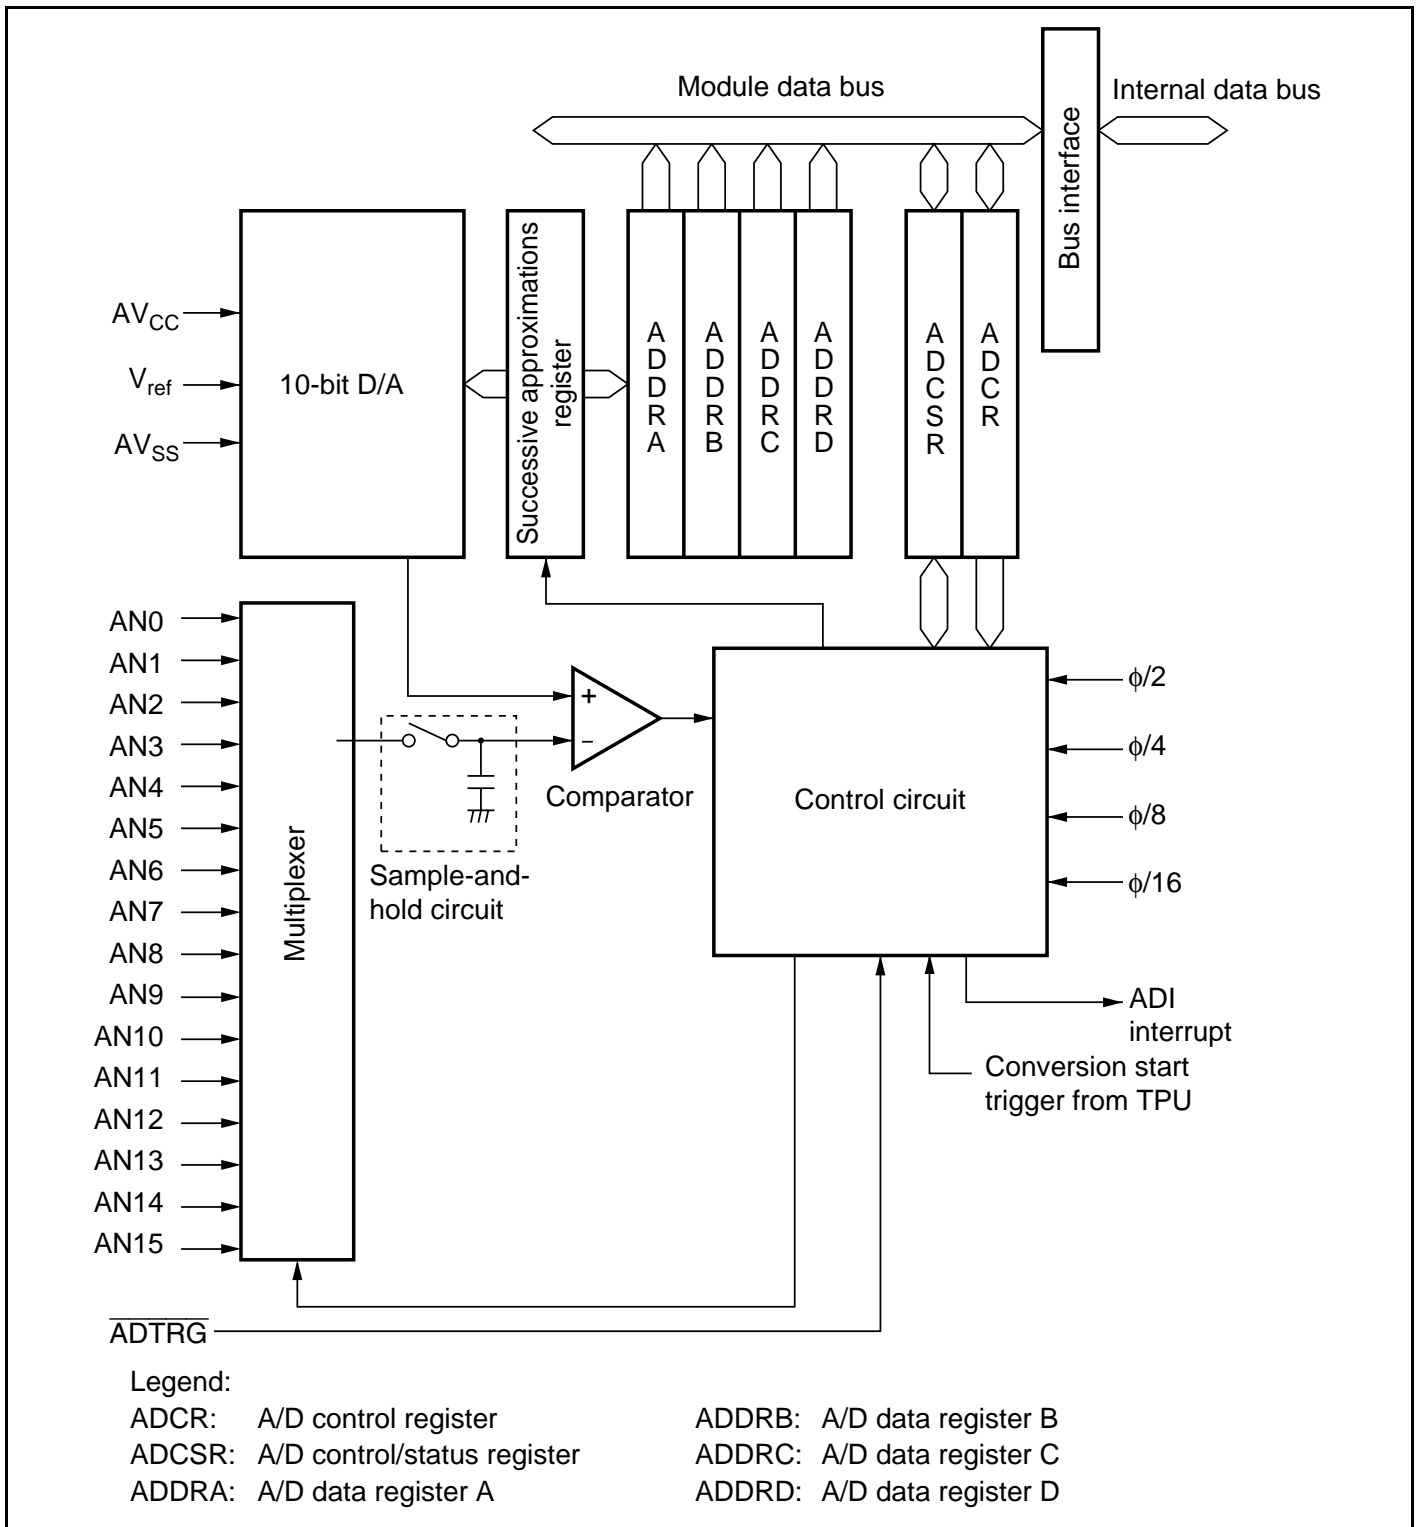 Module data bus
Internal data bus
Bus interface
AVCC
Vref
AVSS
10-bit D/A
Successive approximations
register
ADDRA
ADDRB
ADDRC
ADDRD
ADCSR
ADCR
AN0
AN1
AN2
AN3
AN4
AN5
AN6
AN7
AN8
AN9
AN10
AN11
AN12
AN13
AN14
AN15
Multiplexer
+
−
Comparator
Sample-and-
hold circuit
Control circuit
ϕ/2
ϕ/4
ϕ/8
ϕ/16
ADI
interrupt
Conversion start
trigger from TPU
ADTRG
Legend:
ADCR: A/D control register
ADCSR: A/D control/status register
ADDRA: A/D data register A
ADDRB: A/D data register B
ADDRC: A/D data register C
ADDRD: A/D data register D